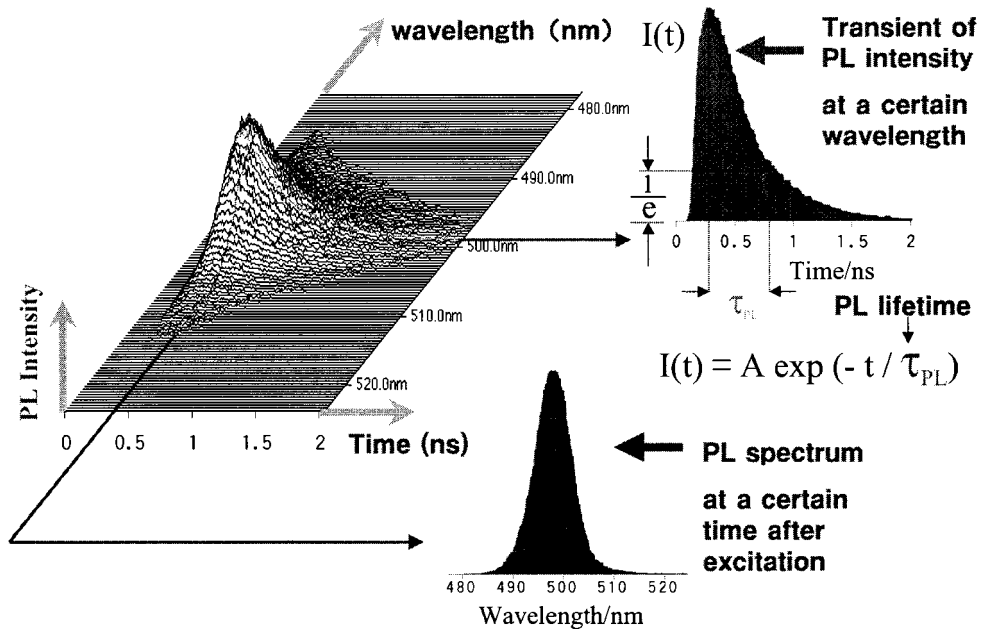 wavelength (nm)
480.0nm
490.0nm
500.0nm
510.0nm
520.0nm
PL Intensity
0 0.5 1 1.5 2 Time (ns)
I(t)
Transient of
PL intensity
at a certain
wavelength
1
e
0 0.5 1 1.5 2
Time/ns
τPL
PL lifetime
I(t) = A exp (- t / τPL)
PL spectrum
at a certain
time after
excitation
480 490 500 510 520
Wavelength/nm